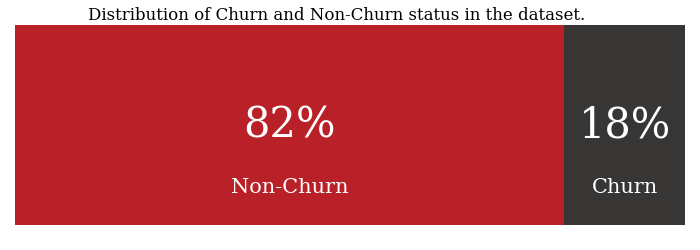 Distribution of Churn and Non-Churn status in the dataset.
82%
18%
Non-Churn
Churn